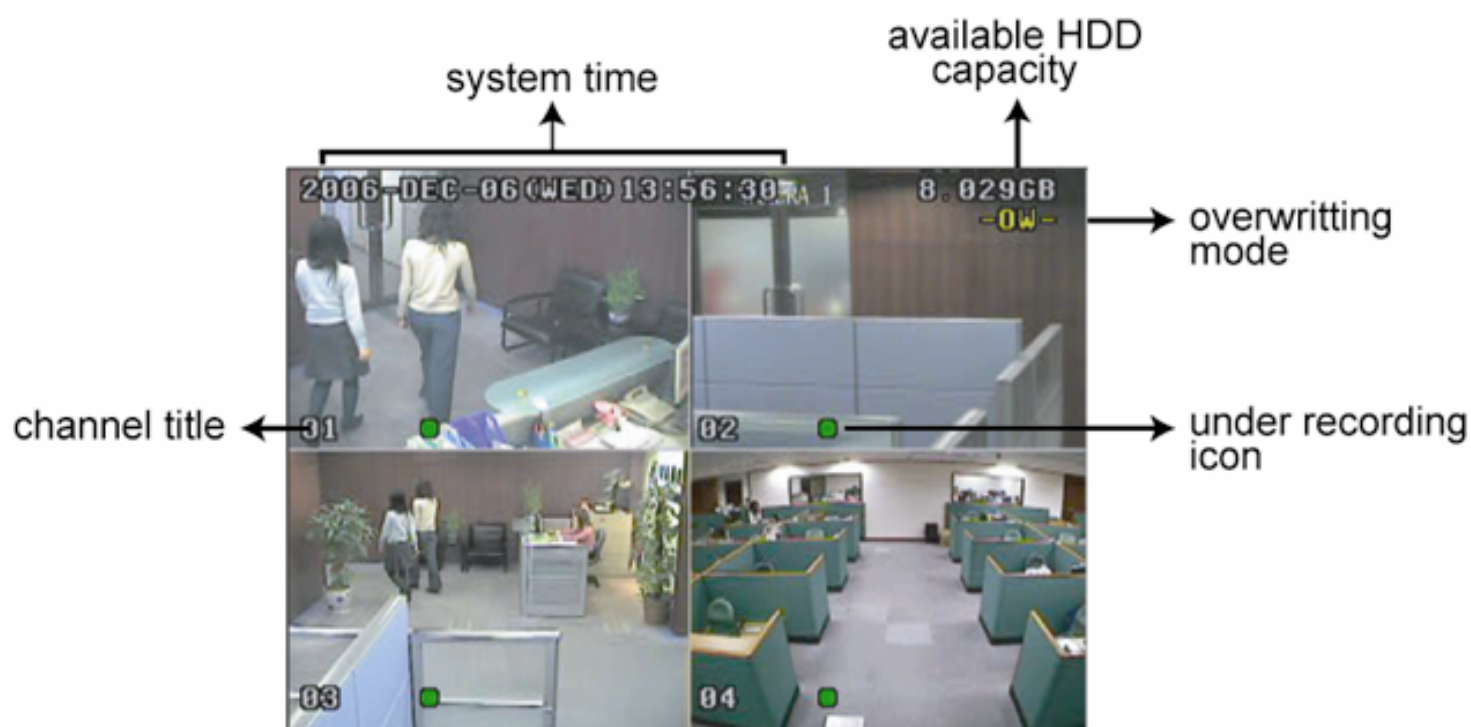 available HDD
capacity
system time
2006-DEC-06(WED)13:56:30
8.029GB
-OW-
overwritting
mode
channel title
01
02
under recording
icon
03
04